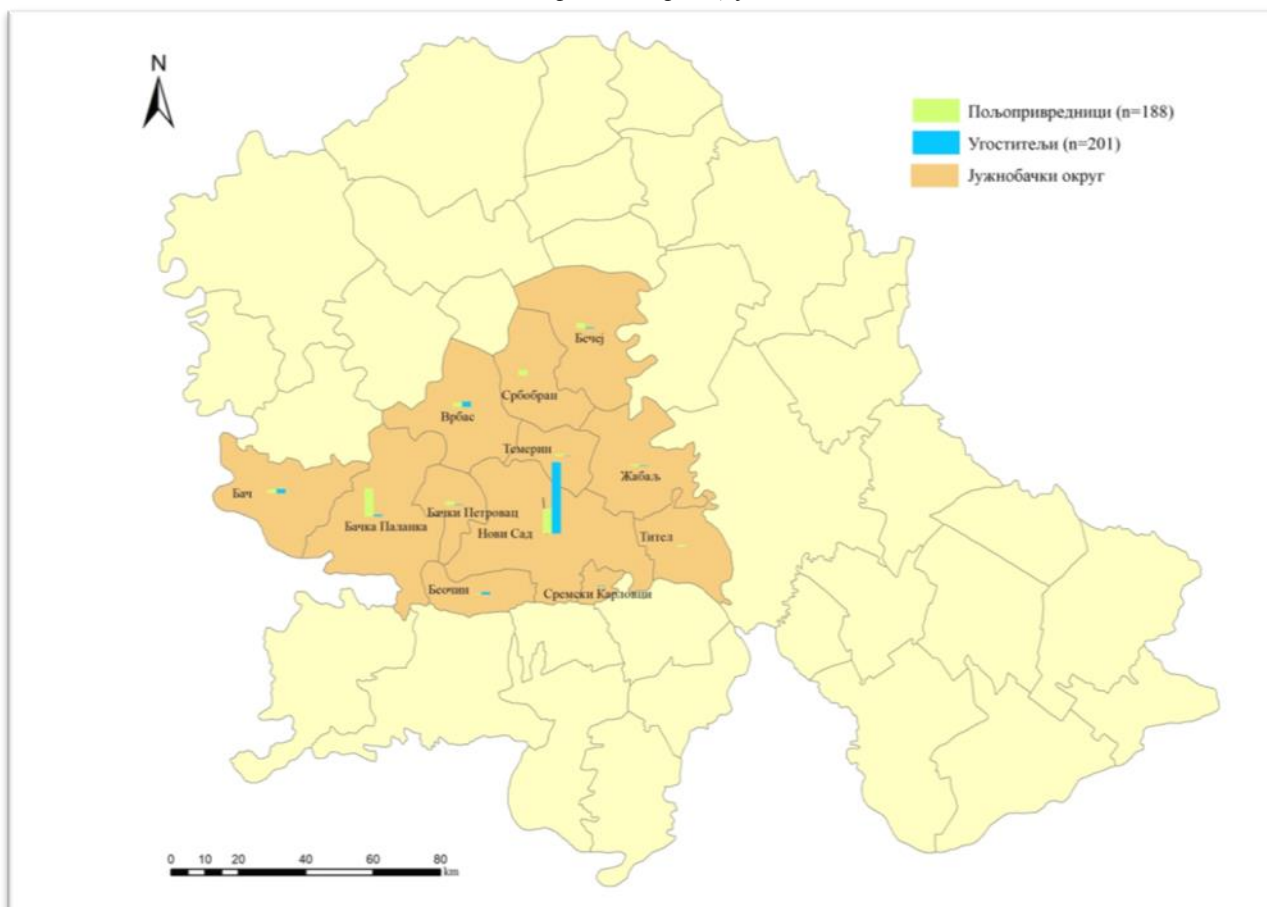 N
Пољопривредници (n=188)
Угоститељи (n=201)
Јужнобачки округ
Бечеј
Србобран
Врбас
Темерин
Жабаљ
Бач
Бачка Паланка
Бачки Петровац
Нови Сад
Тител
Беочин
Сремски Карловци
0 10 20 40 60 80
km